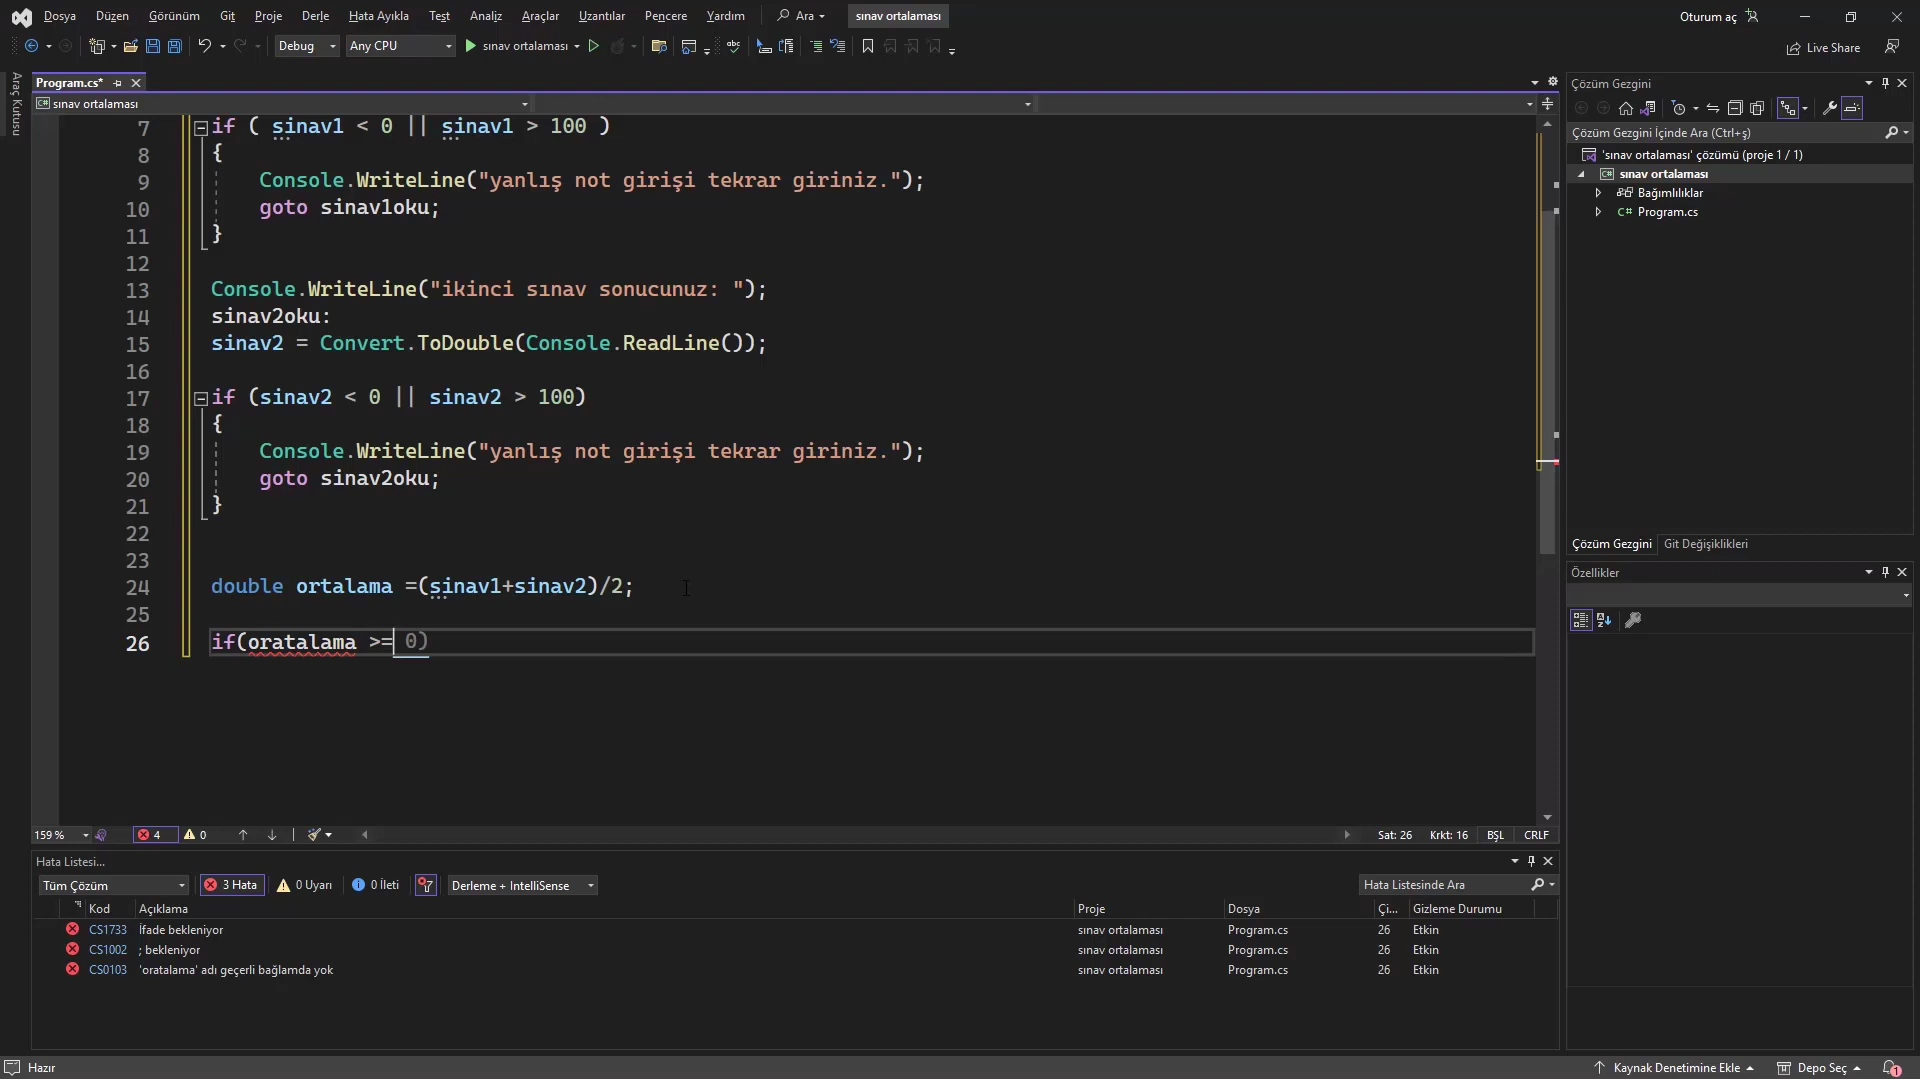 Dosya Düzen Görünüm Git Proje Derle Hata Ayıkla Test Analiz Araçlar Uzantılar Pencere Yardım Ara sınav ortalaması Oturum aç
Debug Any CPU sınav ortalaması Live Share
Araç Kutusu
Program.cs*
C# sınav ortalaması
7 if ( sinav1 < 0 || sinav1 > 100 )
8 {
9 Console.WriteLine("yanlış not girişi tekrar giriniz.");
10 goto sinav1oku;
11 }
12
13 Console.WriteLine("ikinci sınav sonucunuz: ");
14 sinav2oku:
15 sinav2 = Convert.ToDouble(Console.ReadLine());
16
17 if (sinav2 < 0 || sinav2 > 100)
18 {
19 Console.WriteLine("yanlış not girişi tekrar giriniz.");
20 goto sinav2oku;
21 }
22
23
24 double ortalama =(sinav1+sinav2)/2;
25
26 if(oratalama >= 0)
159 % 4 0 Sat: 26 Krkt: 16 BŞL CRLF
Hata Listesi...
Tüm Çözüm 3 Hata 0 Uyarı 0 İleti Derleme + IntelliSense Hata Listesinde Ara
Kod Açıklama Proje Dosya Çi... Gizleme Durumu
CS1733 İfade bekleniyor sınav ortalaması Program.cs 26 Etkin
CS1002 ; bekleniyor sınav ortalaması Program.cs 26 Etkin
CS0103 'oratalama' adı geçerli bağlamda yok sınav ortalaması Program.cs 26 Etkin
Çözüm Gezgini
Çözüm Gezgini İçinde Ara (Ctrl+ş)
'sınav ortalaması' çözümü (proje 1 / 1)
C# sınav ortalaması
Bağımlılıklar
C# Program.cs
Çözüm Gezgini Git Değişiklikleri
Özellikler
Hazır Kaynak Denetimine Ekle Depo Seç 1